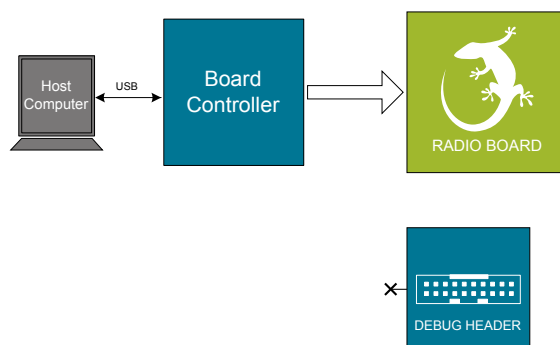 Host
Computer
USB
Board
Controller
RADIO BOARD
DEBUG HEADER